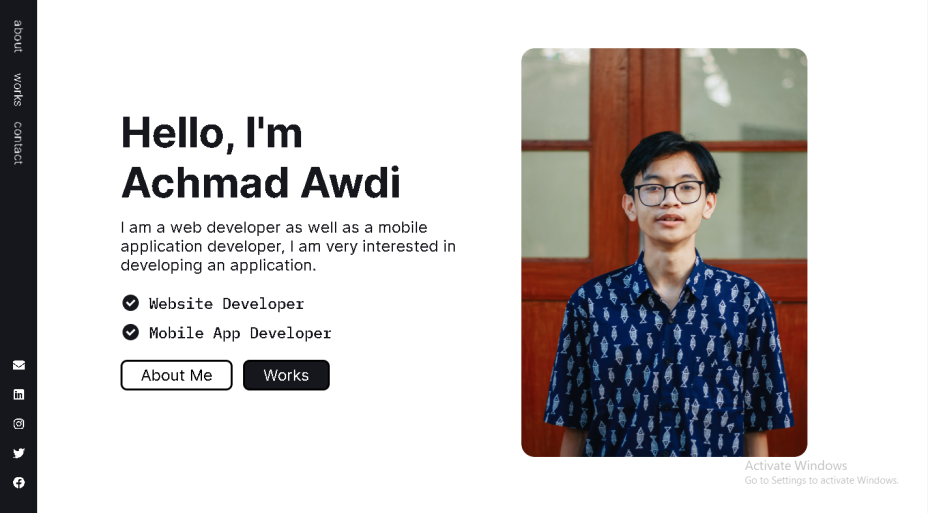 about
works
contact
Hello, I'm
Achmad Awdi
I am a web developer as well as a mobile
application developer, I am very interested in
developing an application.
Website Developer
Mobile App Developer
About Me
Works
Activate Windows
Go to Settings to activate Windows.